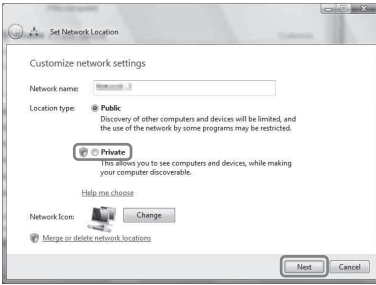 Set Network Location
Customize network settings
Network name:
Location type:
Public
Discovery of other computers and devices will be limited, and
the use of the network by some programs may be restricted.
Private
This allows you to see computers and devices, while making
your computer discoverable.
Help me choose
Network Icon:
Change
Merge or delete network locations
Next
Cancel